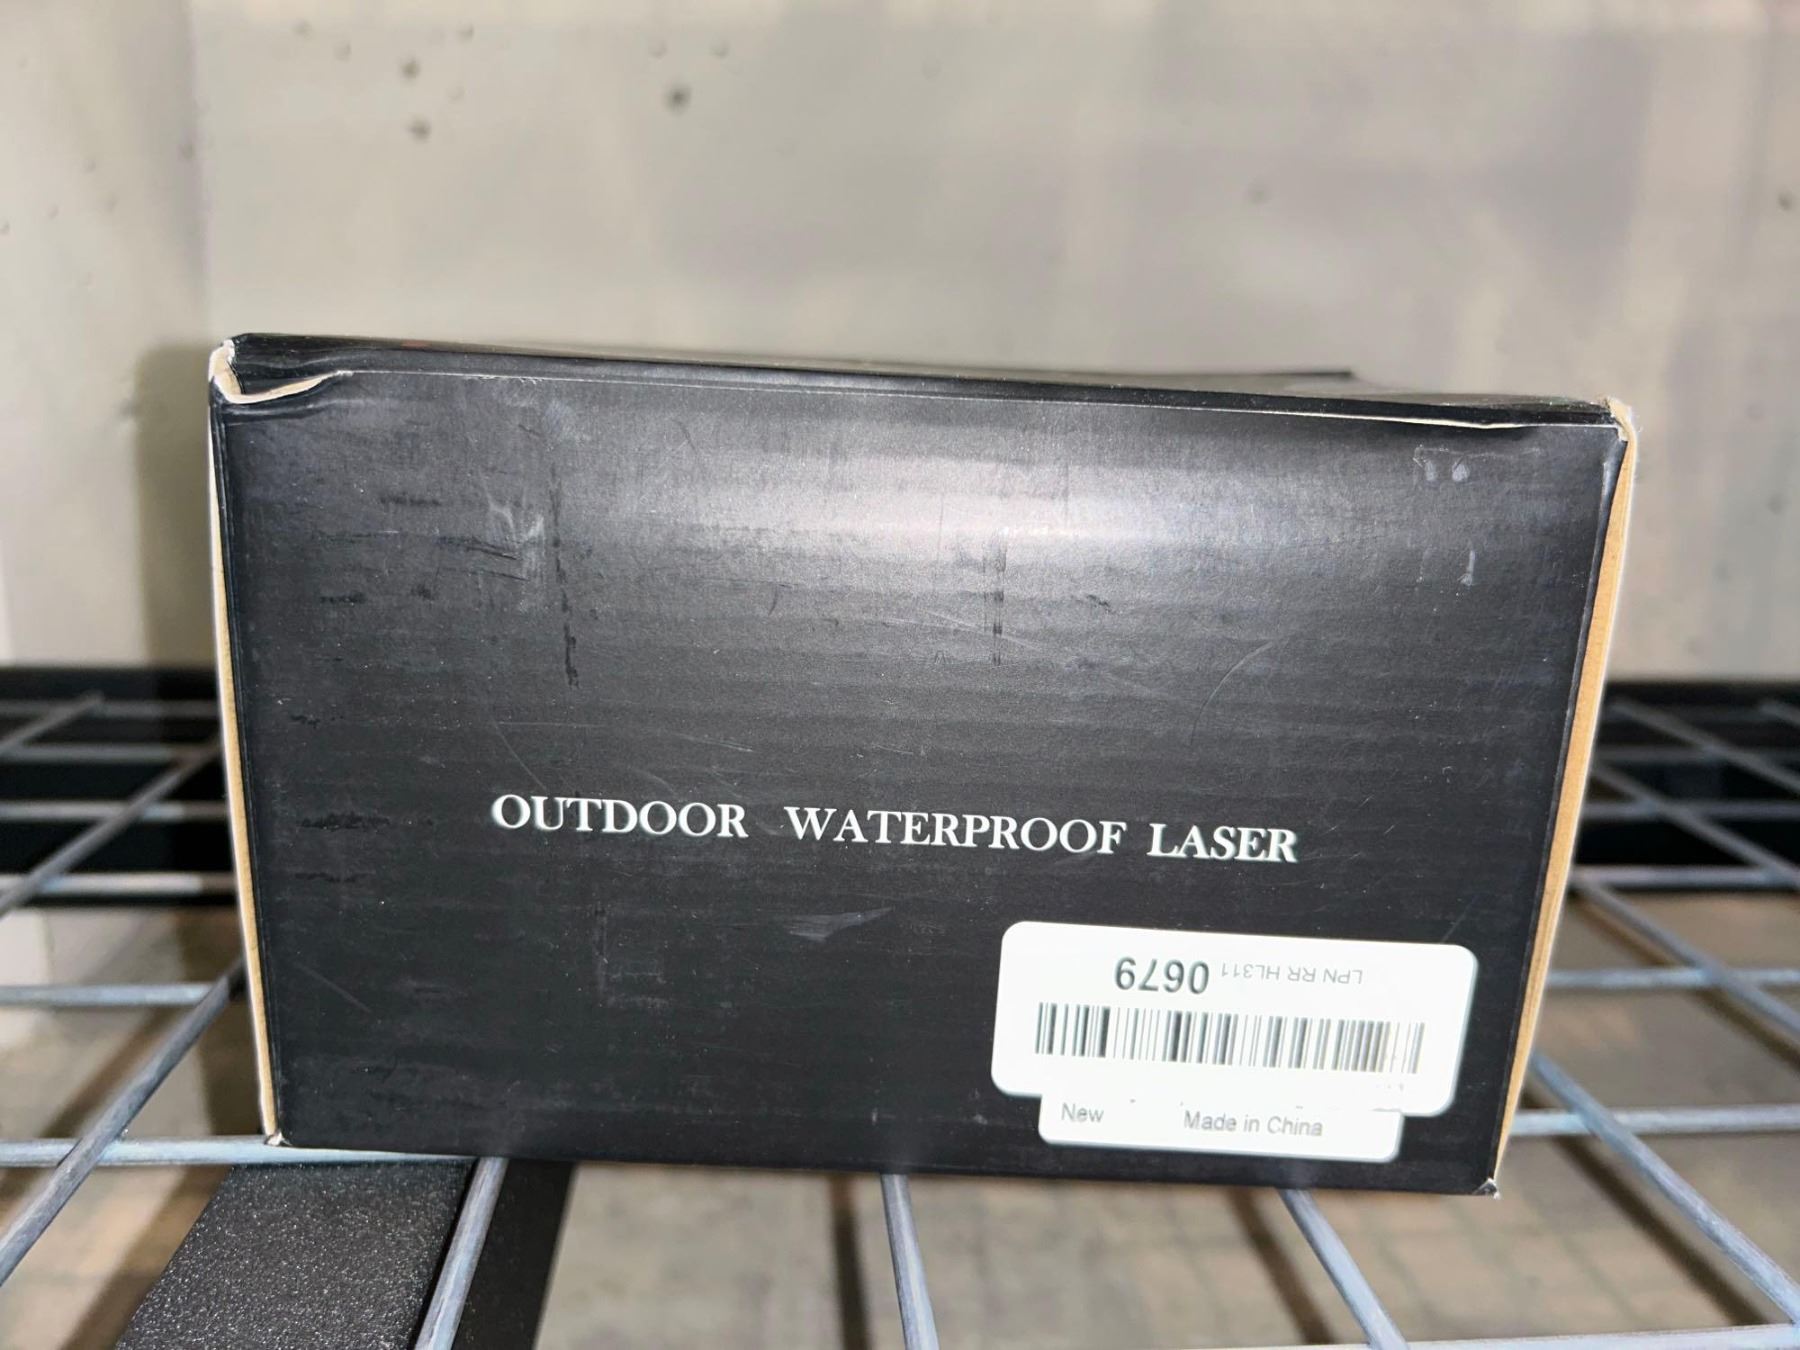 OUTDOOR WATERPROOF LASER
LPN RR HL311 0679
New Made in China